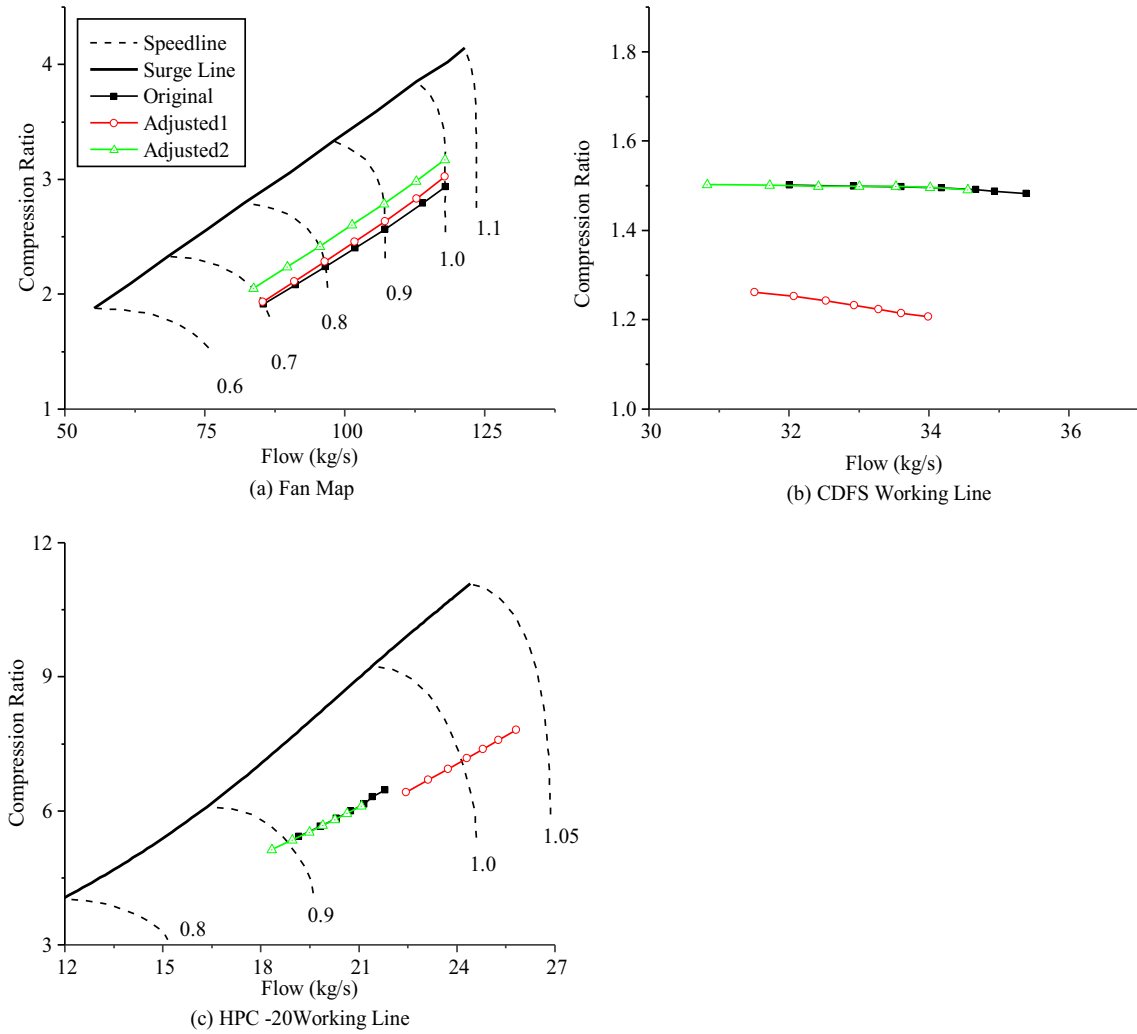 Speedline
Surge Line
Original
Adjusted1
Adjusted2
4
3
2
1
Compression Ratio
0.6
0.7
0.8
0.9
1.0
1.1
50
75
100
125
Flow (kg/s)
(a) Fan Map
1.8
1.6
1.4
1.2
1.0
Compression Ratio
30
32
34
36
Flow (kg/s)
(b) CDFS Working Line
12
9
6
3
Compression Ratio
0.8
0.9
1.0
1.05
12
18
21
24
27
Flow (kg/s)
(c) HPC -20Working Line